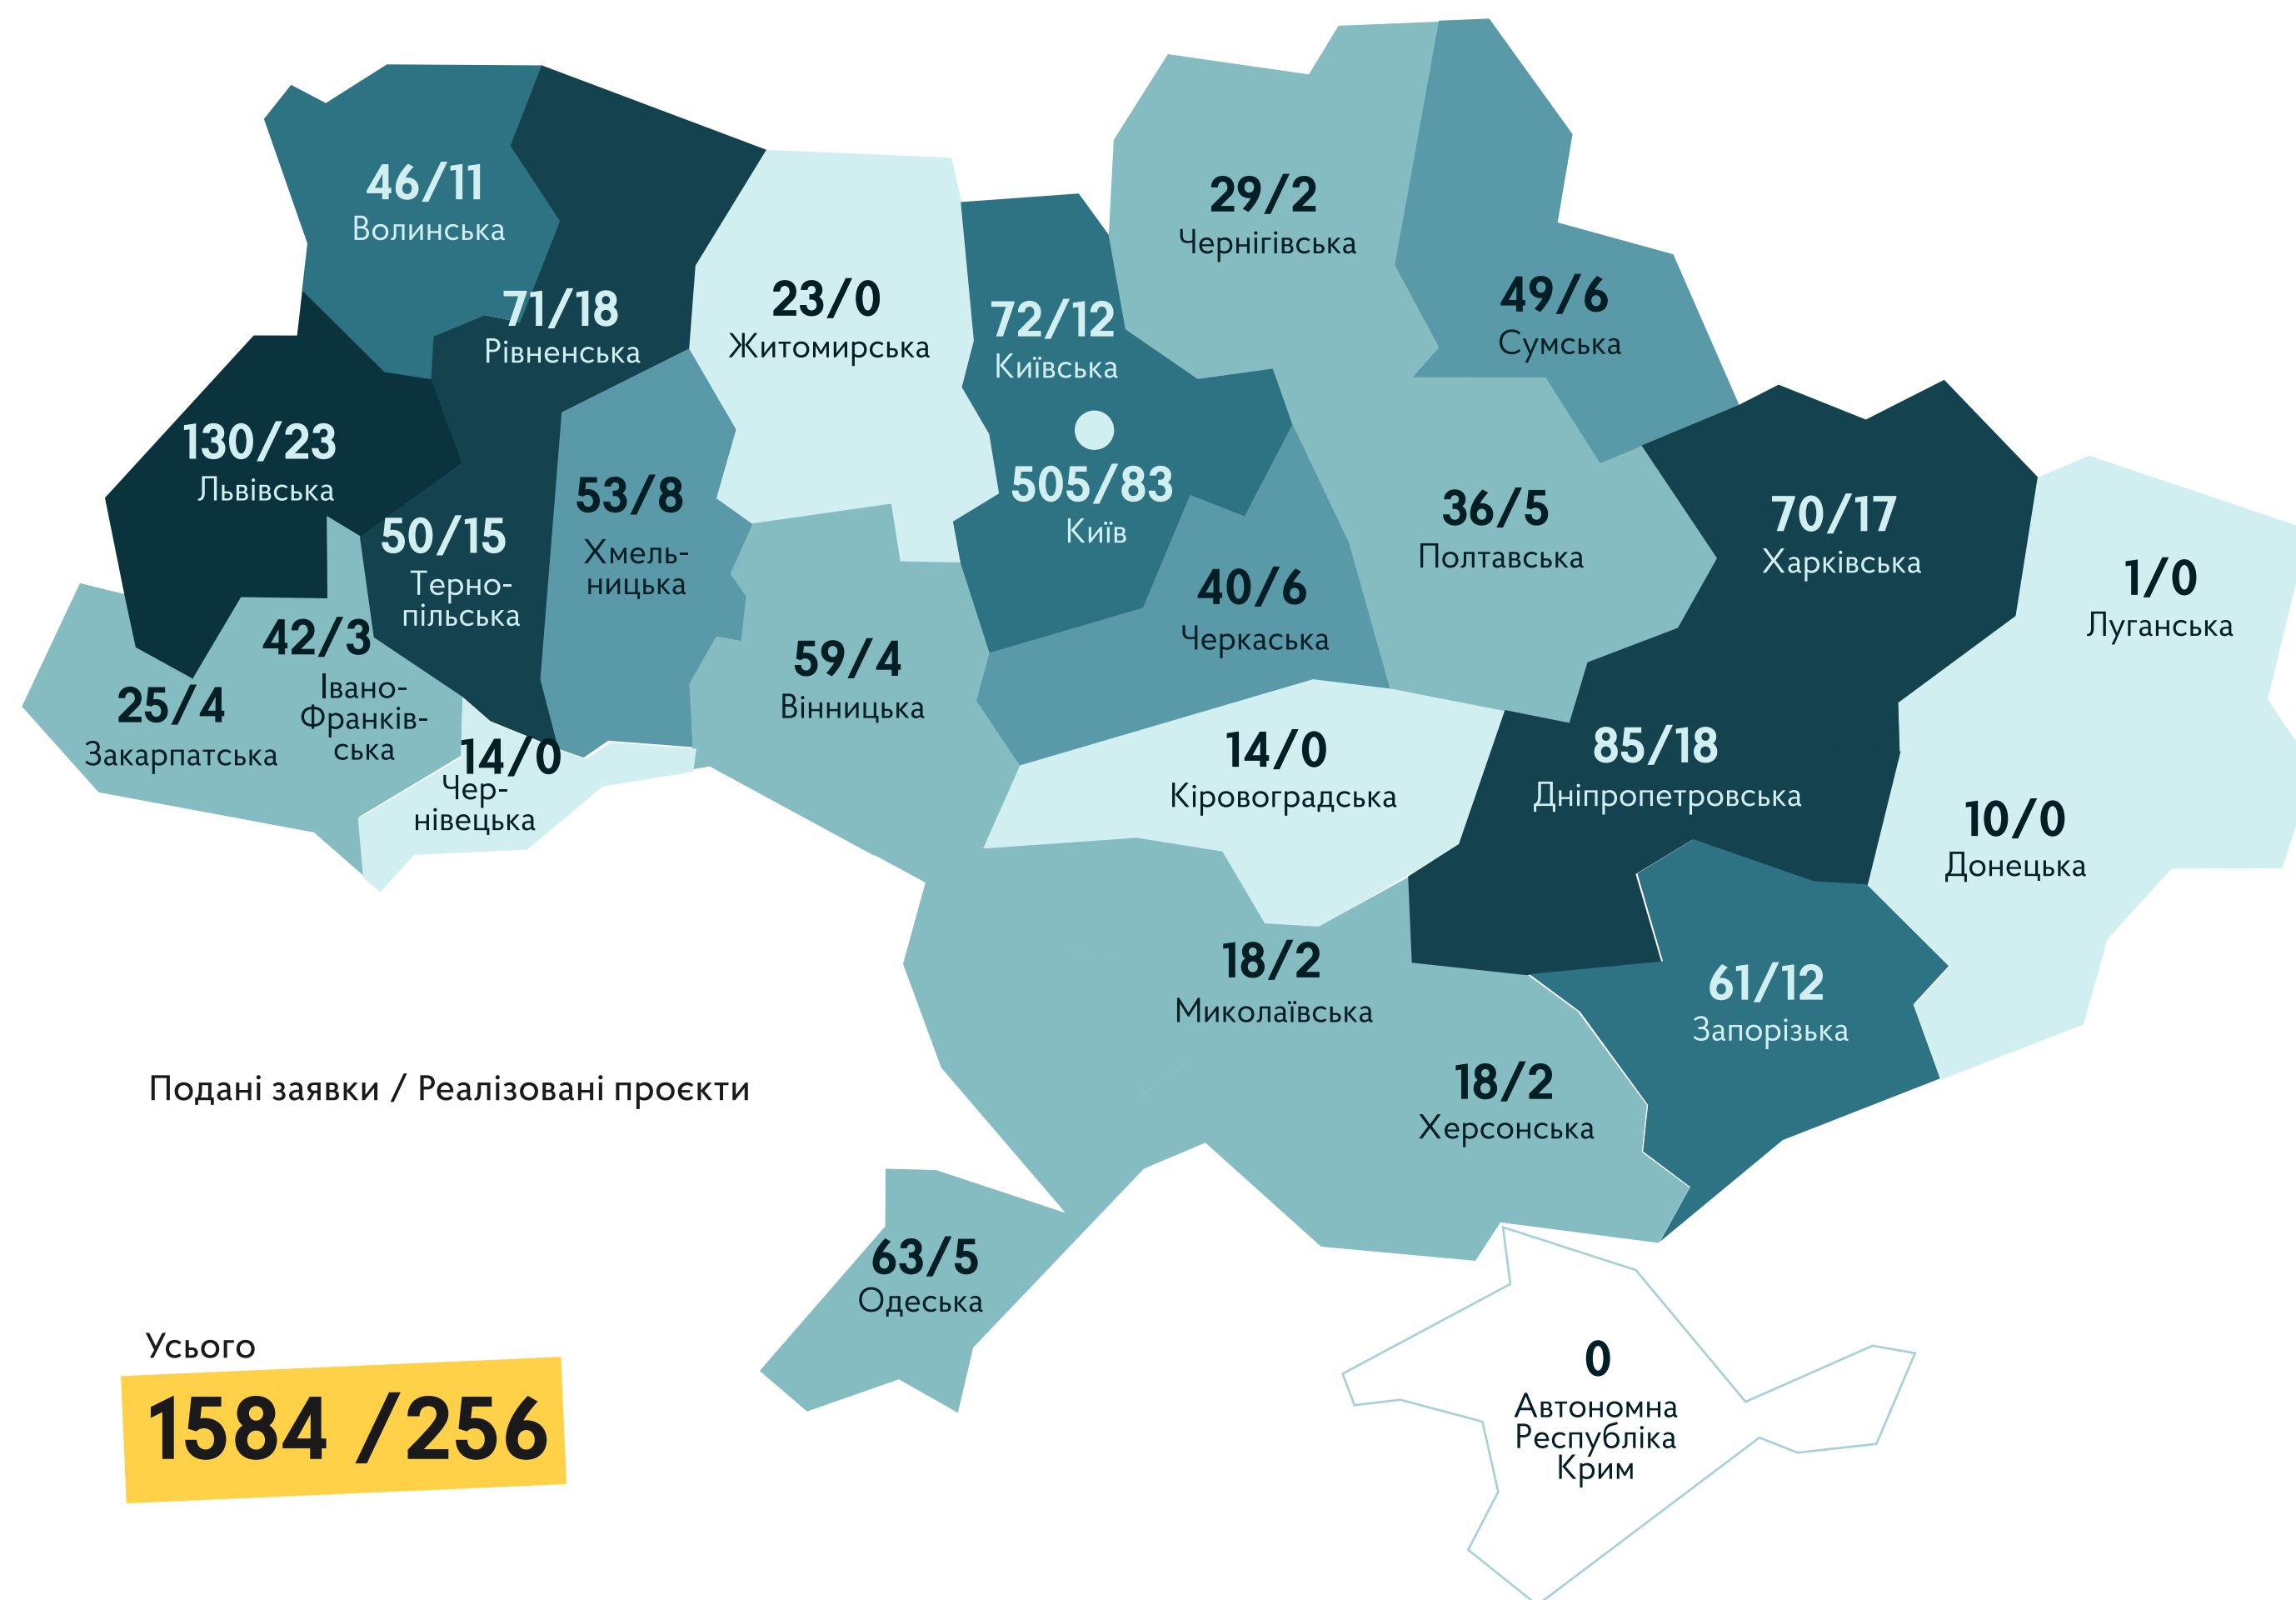 46/11
Волинська
71/18
Рівненська
23/0
Житомирська
72/12
Київська
29/2
Чернігівська
49/6
Сумська
130/23
Львівська
50/15
Терно-
пільська
53/8
Хмель-
ницька
505/83
Київ
40/6
Черкаська
36/5
Полтавська
70/17
Харківська
1/0
Луганська
25/4
Закарпатська
42/3
Івано-
Франків-
ська
14/0
Чер-
нівецька
59/4
Вінницька
14/0
Кіровоградська
85/18
Дніпропетровська
10/0
Донецька
18/2
Миколаївська
61/12
Запорізька
18/2
Херсонська
Подані заявки / Реалізовані проєкти
63/5
Одеська
0
Автономна
Республіка
Крим
Усього
1584 /256